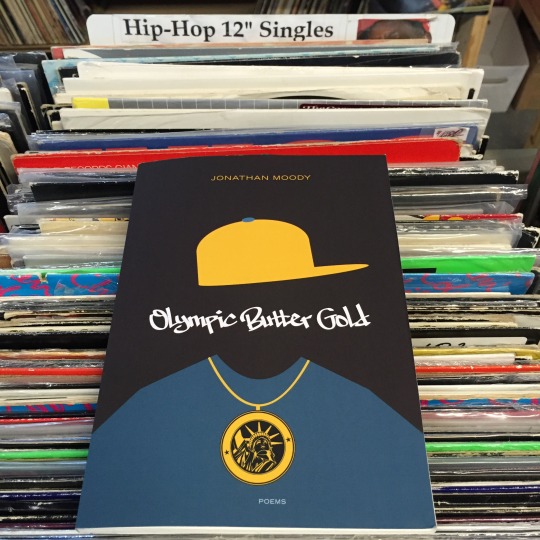 Hip-Hop 12" Singles
JONATHAN MOODY
Olympic Butter Gold
POEMS